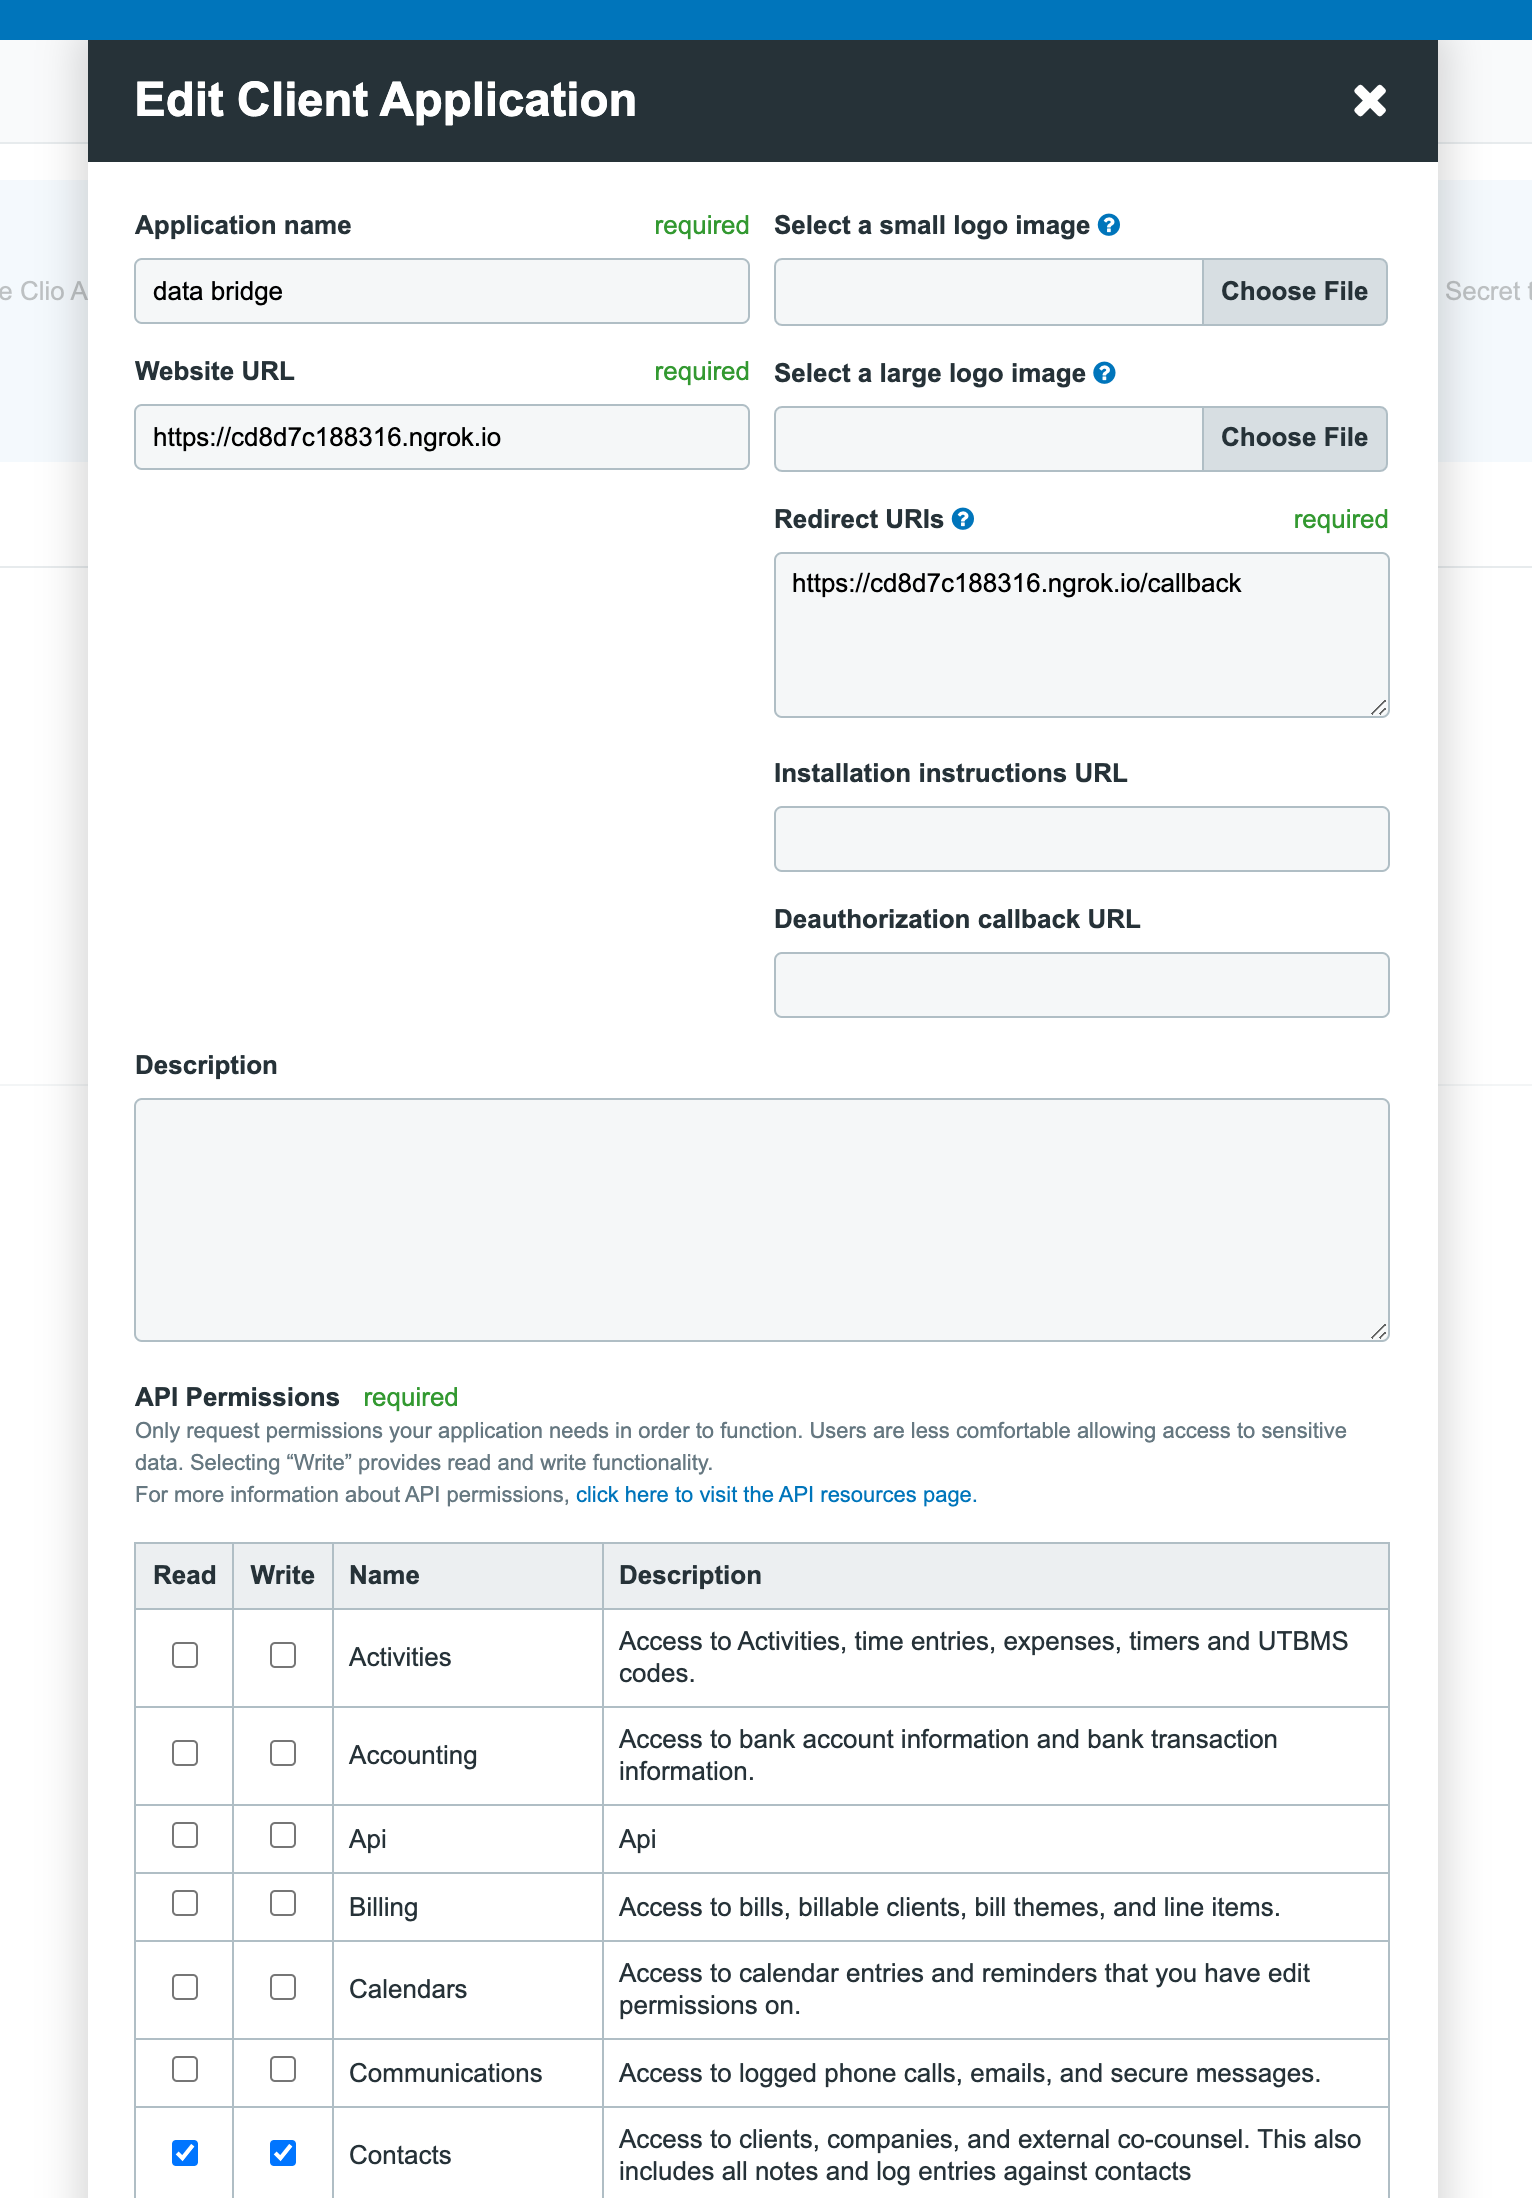 Edit Client Application
Application name required
data bridge
Website URL required
https://cd8d7c188316.ngrok.io
Select a small logo image ?
Choose File
Select a large logo image ?
Choose File
Redirect URIs ? required
https://cd8d7c188316.ngrok.io/callback
Installation instructions URL
Deauthorization callback URL
Description
API Permissions required
Only request permissions your application needs in order to function. Users are less comfortable allowing access to sensitive
data. Selecting “Write” provides read and write functionality.
For more information about API permissions, click here to visit the API resources page.
Read Write Name Description
Activities Access to Activities, time entries, expenses, timers and UTBMS
codes.
Accounting Access to bank account information and bank transaction
information.
Api Api
Billing Access to bills, billable clients, bill themes, and line items.
Calendars Access to calendar entries and reminders that you have edit
permissions on.
Communications Access to logged phone calls, emails, and secure messages.
Contacts Access to clients, companies, and external co-counsel. This also
includes all notes and log entries against contacts
e Clio A
Secret t